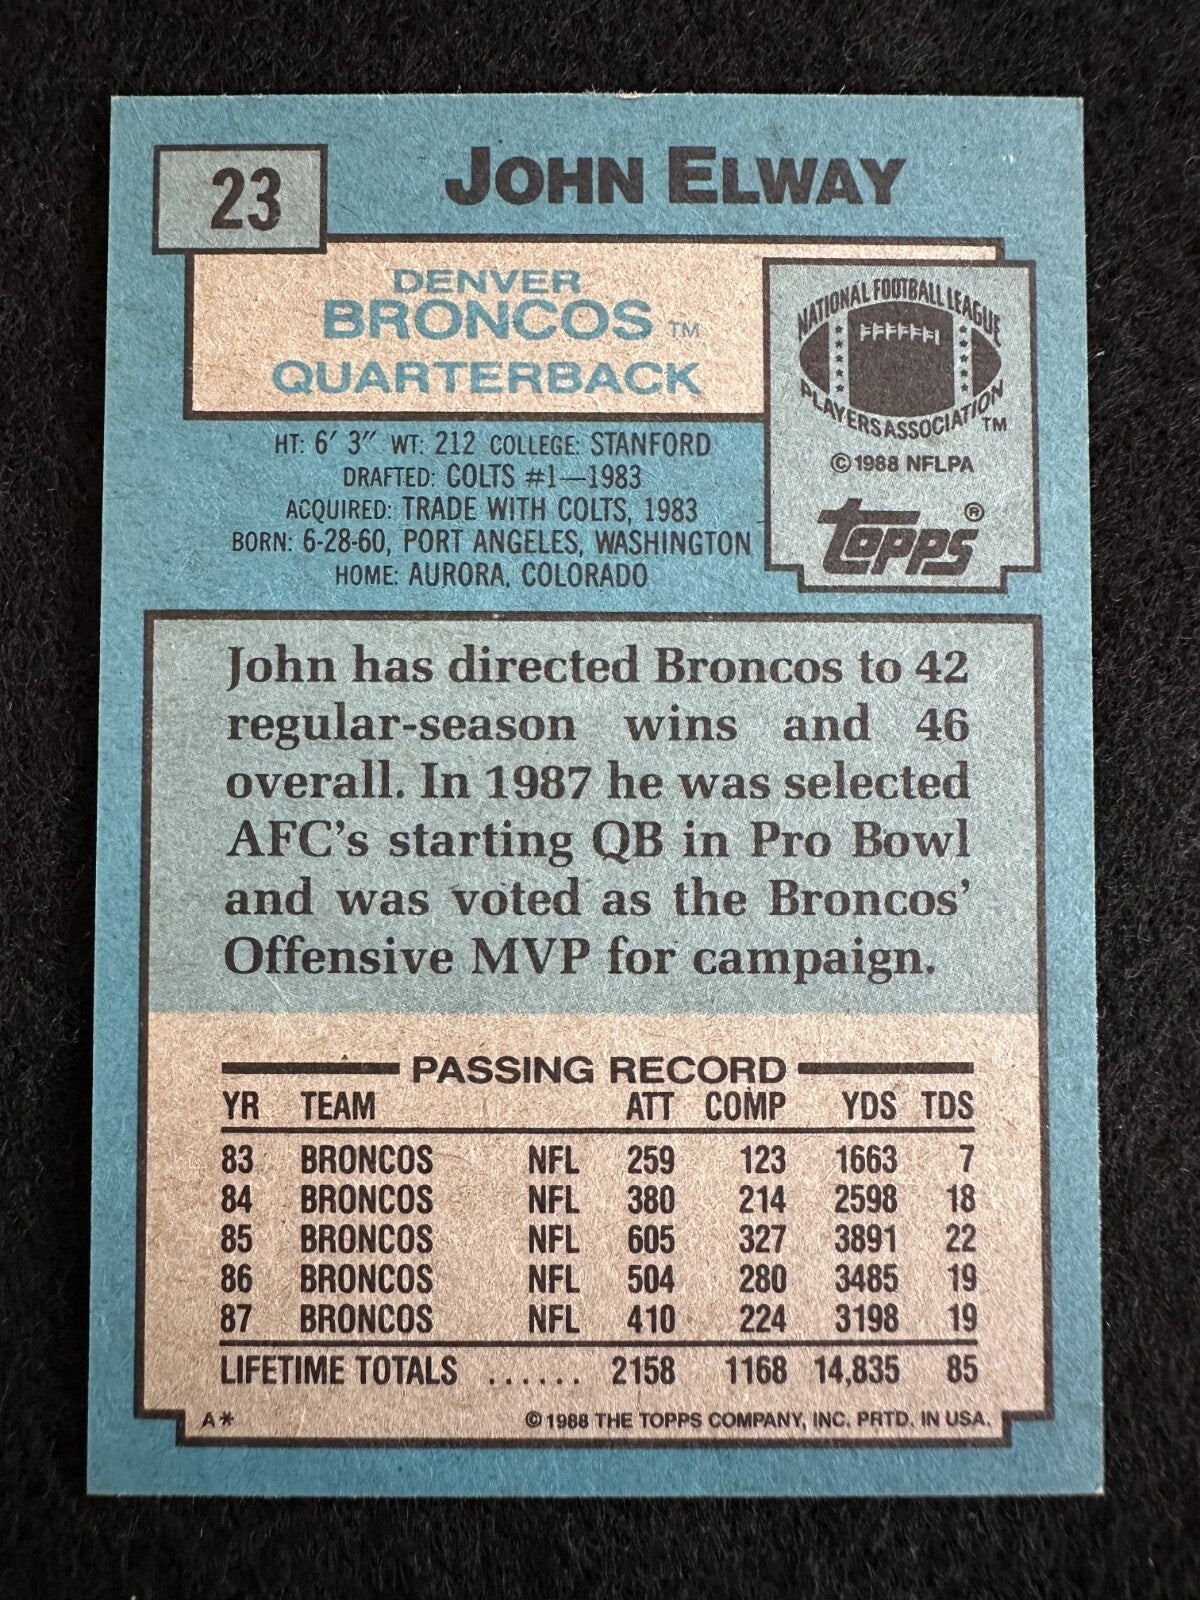 23
JOHN ELWAY
DENVER
BRONCOS TM
QUARTERBACK
NATIONAL FOOTBALL LEAGUE
PLAYERS ASSOCIATION TM
© 1988 NFLPA
topps ®
HT: 6' 3" WT: 212 COLLEGE: STANFORD
DRAFTED: COLTS #1—1983
ACQUIRED: TRADE WITH COLTS, 1983
BORN: 6-28-60, PORT ANGELES, WASHINGTON
HOME: AURORA, COLORADO
John has directed Broncos to 42
regular-season wins and 46
overall. In 1987 he was selected
AFC's starting QB in Pro Bowl
and was voted as the Broncos'
Offensive MVP for campaign.
PASSING RECORD
YR TEAM ATT COMP YDS TDS
83 BRONCOS NFL 259 123 1663 7
84 BRONCOS NFL 380 214 2598 18
85 BRONCOS NFL 605 327 3891 22
86 BRONCOS NFL 504 280 3485 19
87 BRONCOS NFL 410 224 3198 19
LIFETIME TOTALS ...... 2158 1168 14,835 85
A* © 1988 THE TOPPS COMPANY, INC. PRTD. IN USA.